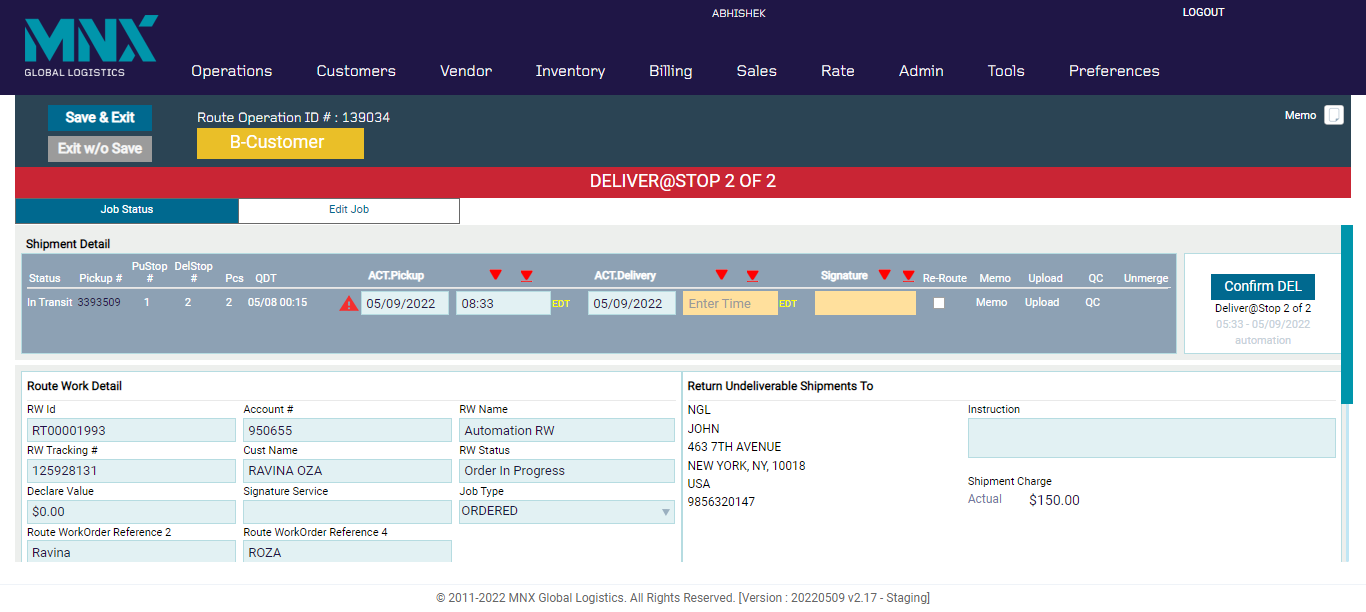 ABHISHEK LOGOUT
MNX
GLOBAL LOGISTICS
Operations Customers Vendor Inventory Billing Sales Rate Admin Tools Preferences
Save & Exit Route Operation ID # : 139034 Memo
Exit w/o Save B-Customer
DELIVER@STOP 2 OF 2
Job Status Edit Job
Shipment Detail
Status Pickup # PuStop # DelStop # Pcs QDT ACT.Pickup ACT.Delivery Signature Re-Route Memo Upload QC Unmerge
In Transit 3393509 1 2 2 05/08 00:15 05/09/2022 08:33 EDT 05/09/2022 Enter Time EDT Memo Upload QC
Confirm DEL
Deliver@Stop 2 of 2
05:33 - 05/09/2022
automation
Route Work Detail
RW Id Account # RW Name
RT00001993 950655 Automation RW
RW Tracking # Cust Name RW Status
125928131 RAVINA OZA Order In Progress
Declare Value Signature Service Job Type
$0.00 ORDERED
Route WorkOrder Reference 2 Route WorkOrder Reference 4
Ravina ROZA
Return Undeliverable Shipments To
NGL
JOHN
463 7TH AVENUE
NEW YORK, NY, 10018
USA
9856320147
Instruction
Shipment Charge
Actual $150.00
© 2011-2022 MNX Global Logistics. All Rights Reserved. [Version : 20220509 v2.17 - Staging]